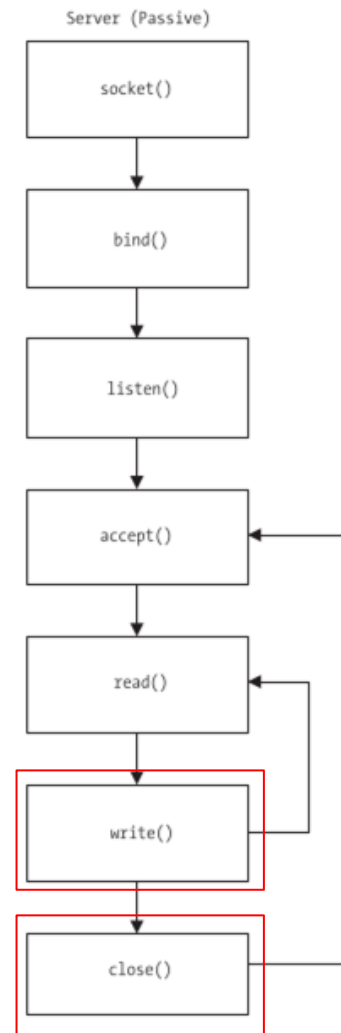 Server (Passive)
socket()
bind()
listen()
accept()
read()
write()
close()